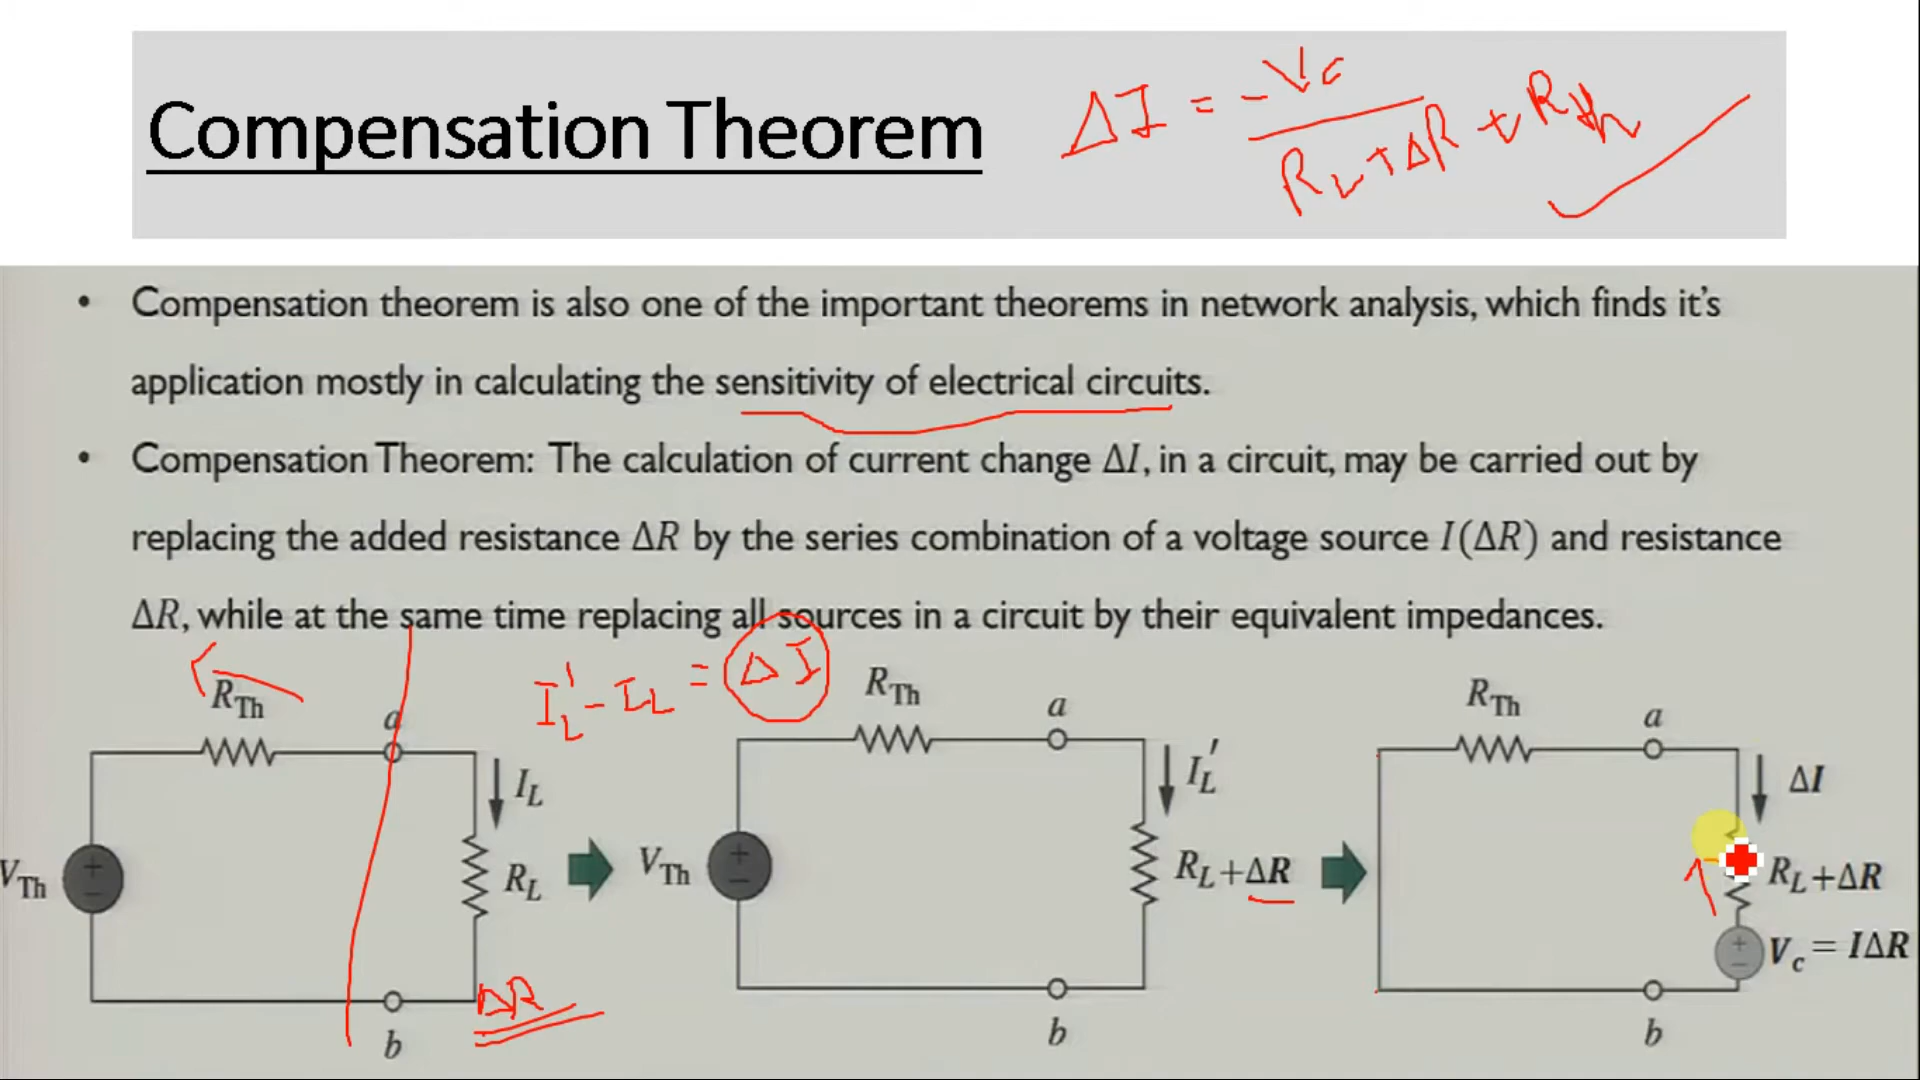 Compensation Theorem
ΔI = -Vc / RL + ΔR + Rth
• Compensation theorem is also one of the important theorems in network analysis, which finds it's
application mostly in calculating the sensitivity of electrical circuits.
• Compensation Theorem: The calculation of current change ΔI, in a circuit, may be carried out by
replacing the added resistance ΔR by the series combination of a voltage source I(ΔR) and resistance
ΔR, while at the same time replacing all sources in a circuit by their equivalent impedances.
IL' - IL = ΔI
RTh
a
IL
VTh
+
−
RL
ΔR
b
RTh
a
IL'
VTh
+
−
RL+ΔR
b
RTh
a
ΔI
RL+ΔR
+
−
Vc = IΔR
b